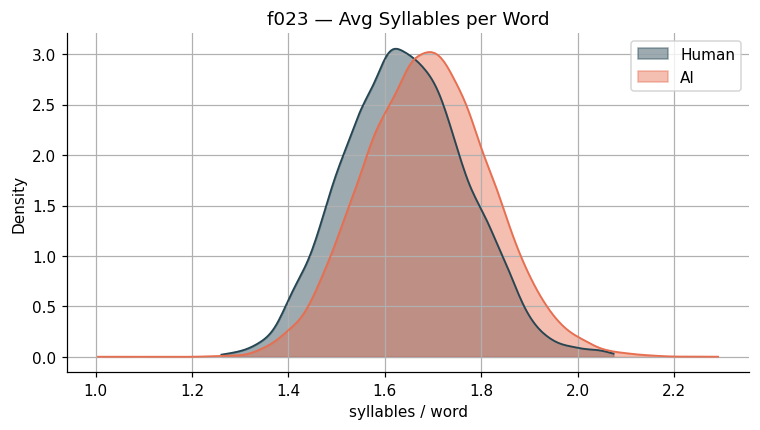 f023 — Avg Syllables per Word
Human
AI
3.0
2.5
2.0
1.5
1.0
0.5
0.0
Density
1.0 1.2 1.4 1.6 1.8 2.0 2.2
syllables / word